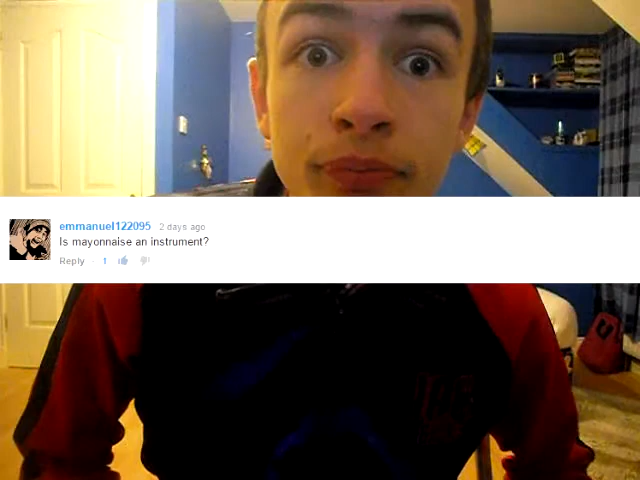 emmanuel122095 2 days ago
Is mayonnaise an instrument?
Reply · 1